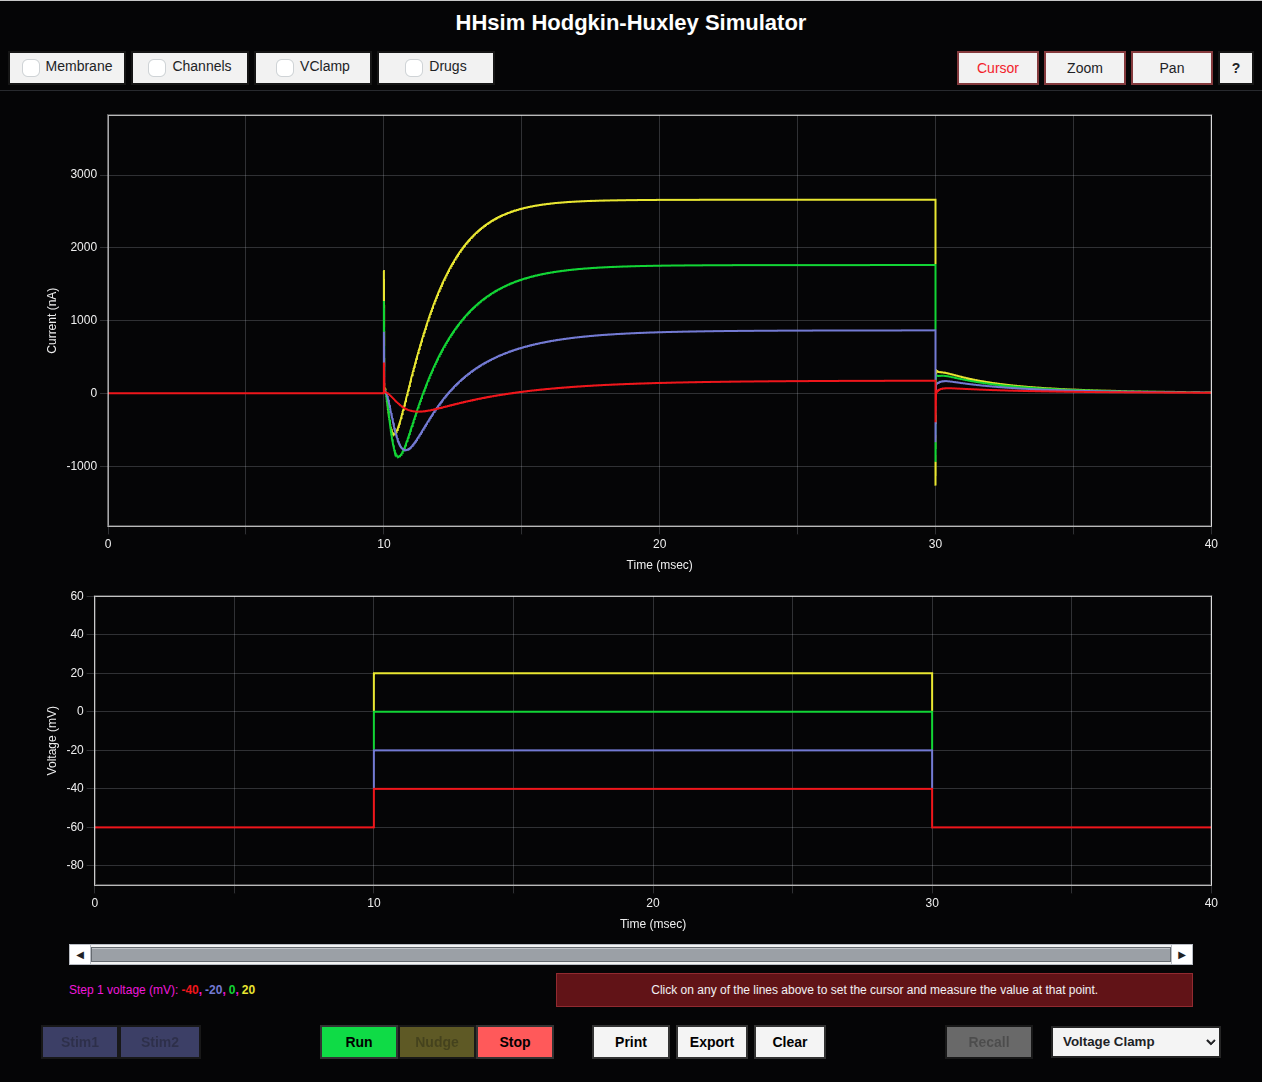 HHsim Hodgkin-Huxley Simulator
Membrane Channels VClamp Drugs Cursor Zoom Pan ?
3000
2000
1000
0
-1000
Current (nA)
0 10 20 30 40
Time (msec)
60
40
20
0
-20
-40
-60
-80
Voltage (mV)
0 10 20 30 40
Time (msec)
◀ ▶
Step 1 voltage (mV): -40, -20, 0, 20
Click on any of the lines above to set the cursor and measure the value at that point.
Stim1 Stim2 Run Nudge Stop Print Export Clear Recall Voltage Clamp